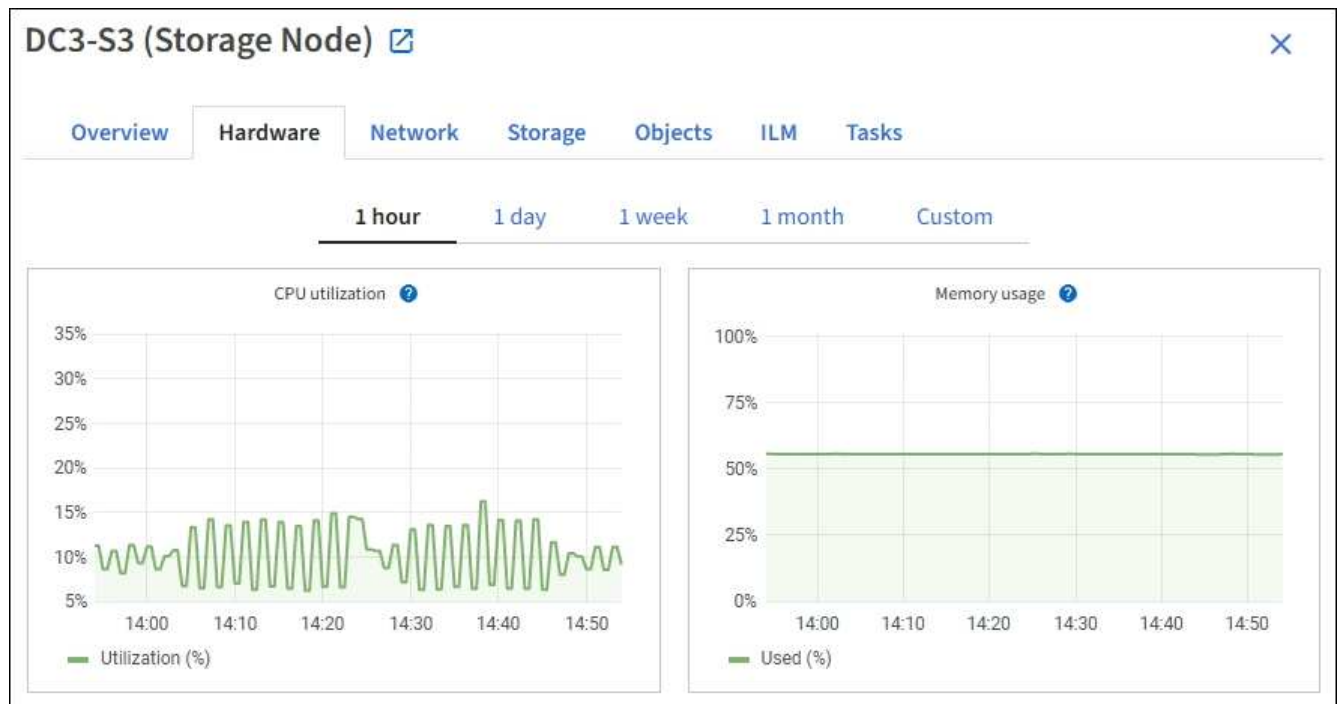 DC3-S3 (Storage Node)
Overview Hardware Network Storage Objects ILM Tasks
1 hour 1 day 1 week 1 month Custom
CPU utilization ?
35%
30%
25%
20%
15%
10%
5%
14:00 14:10 14:20 14:30 14:40 14:50
Utilization (%)
Memory usage ?
100%
75%
50%
25%
0%
14:00 14:10 14:20 14:30 14:40 14:50
Used (%)